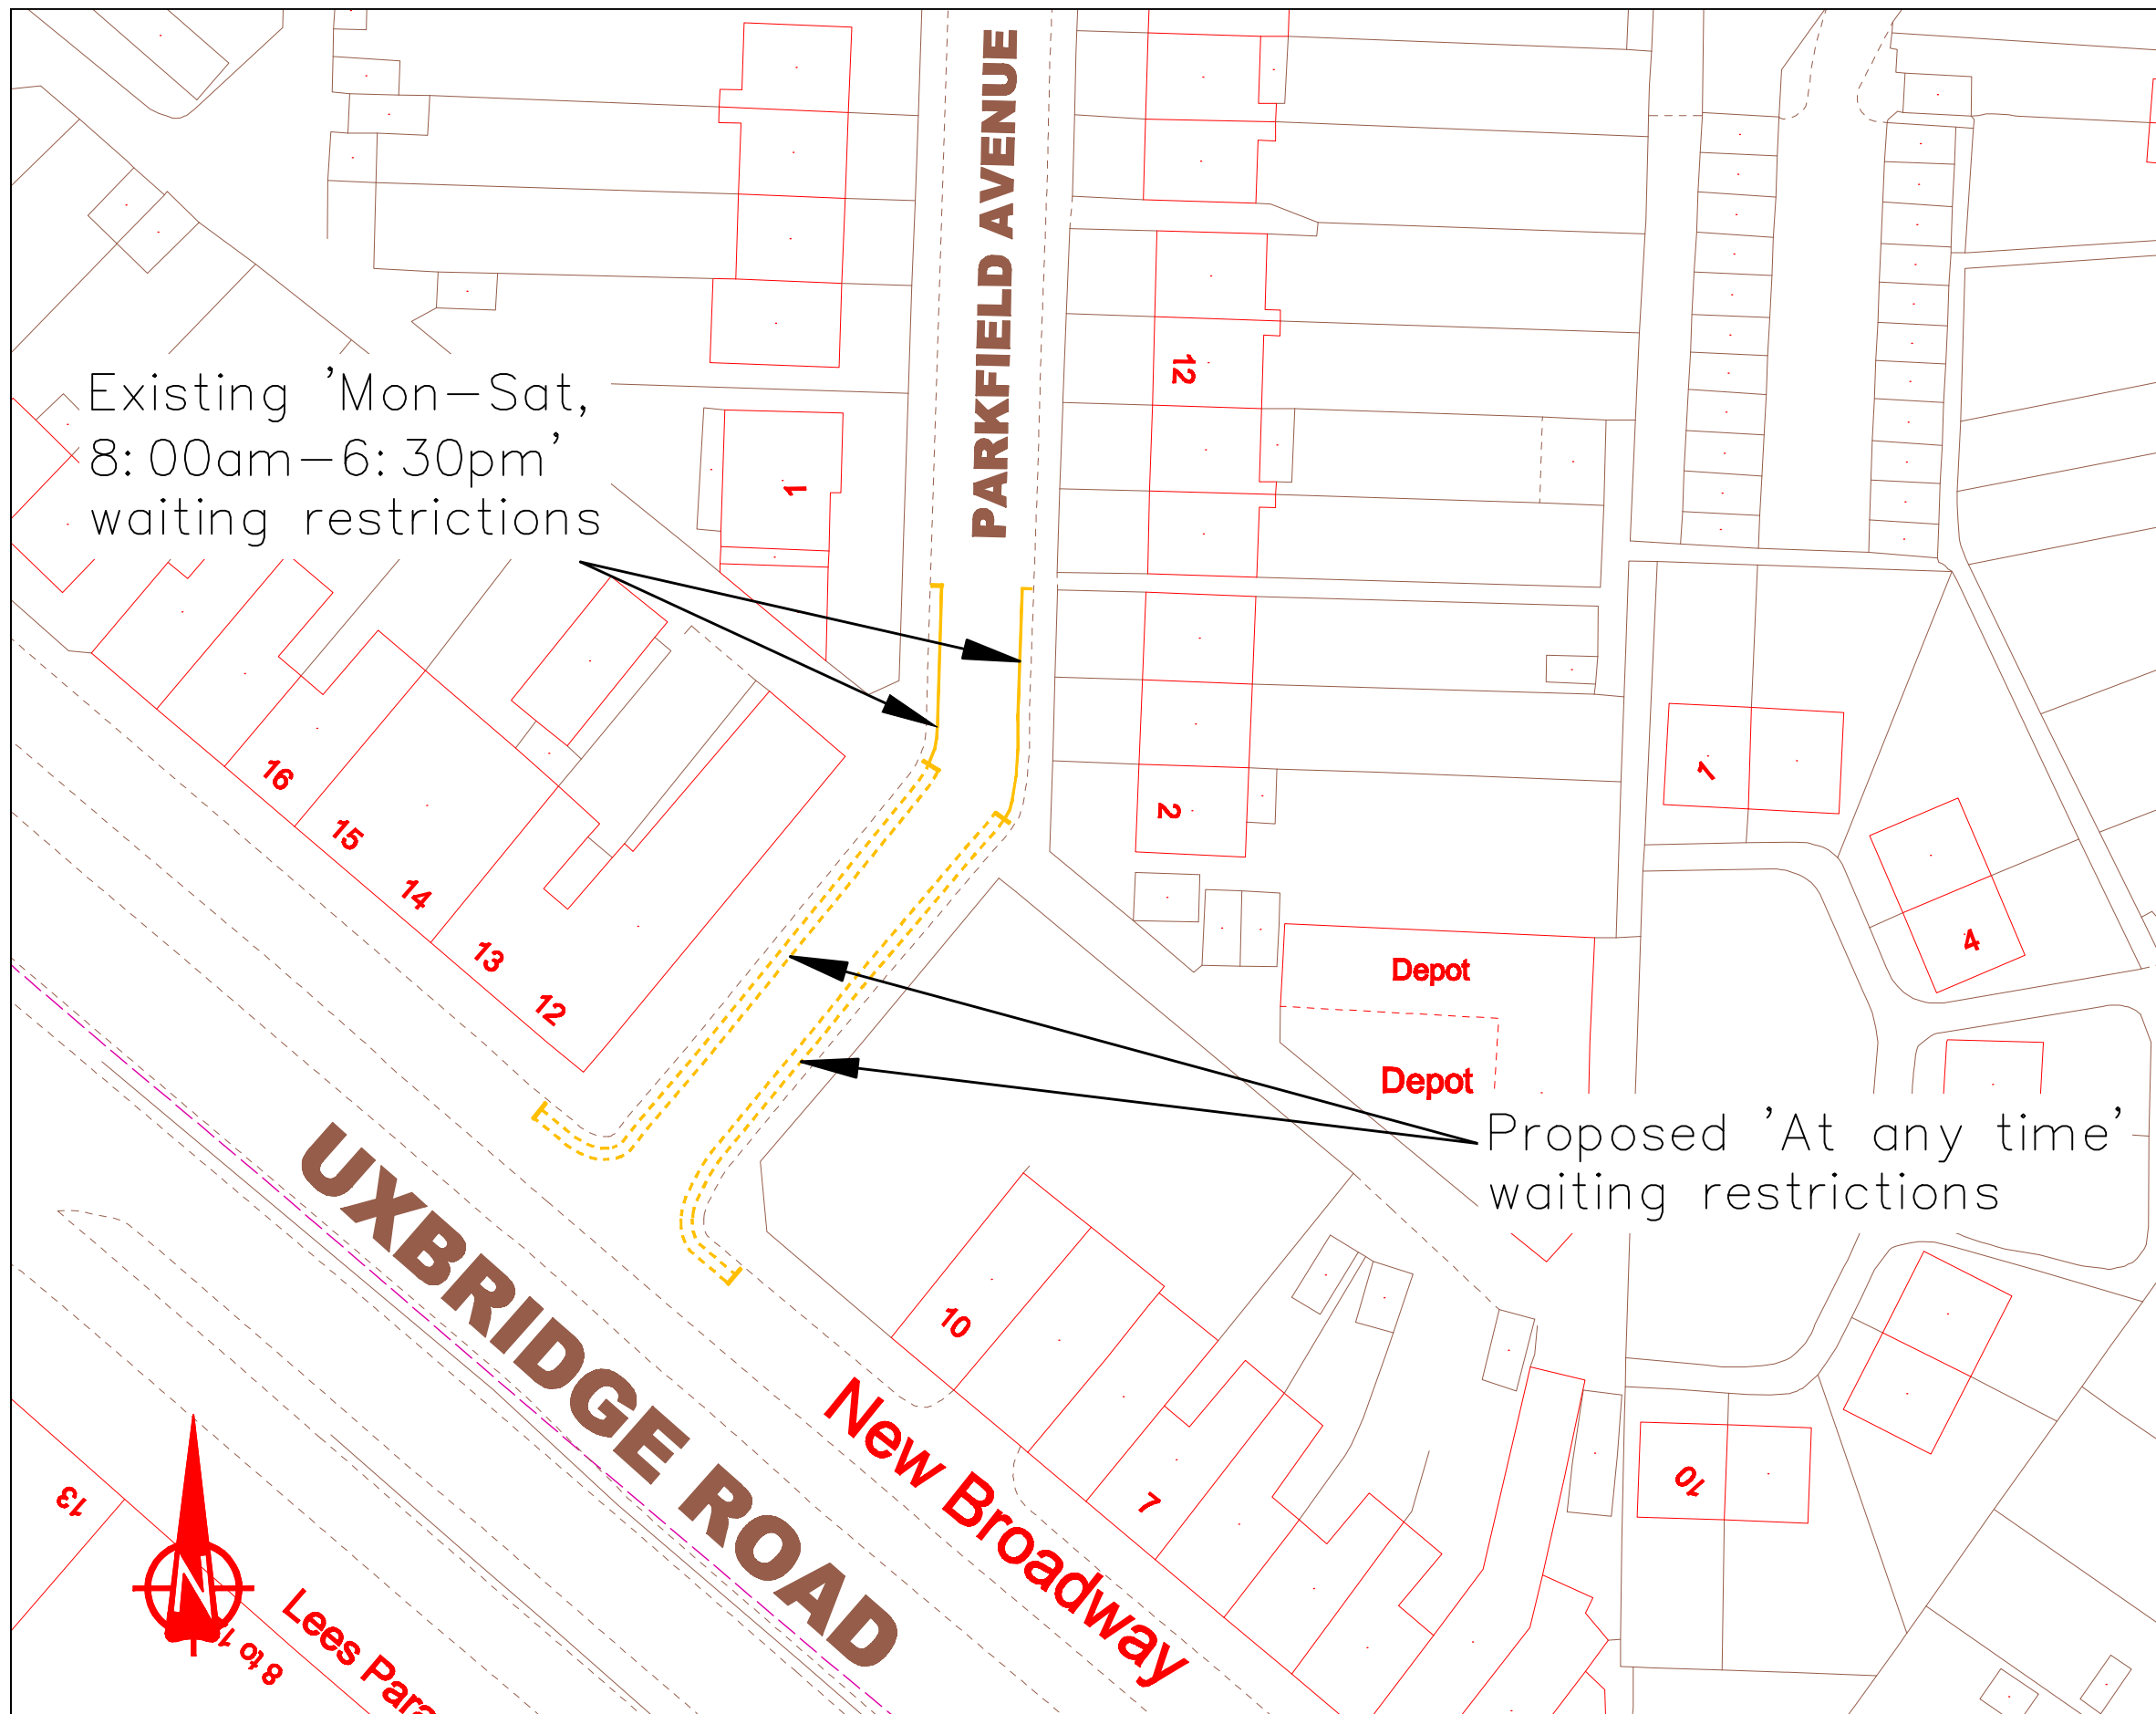 PARKFIELD AVENUE
Existing 'Mon-Sat,
8:00am-6:30pm'
waiting restrictions
12
1
2
1
4
16
15
14
13
12
Depot
Depot
Proposed 'At any time'
waiting restrictions
UXBRIDGE ROAD
New Broadway
10
7
10
13
N
8 to 1
Lees Para